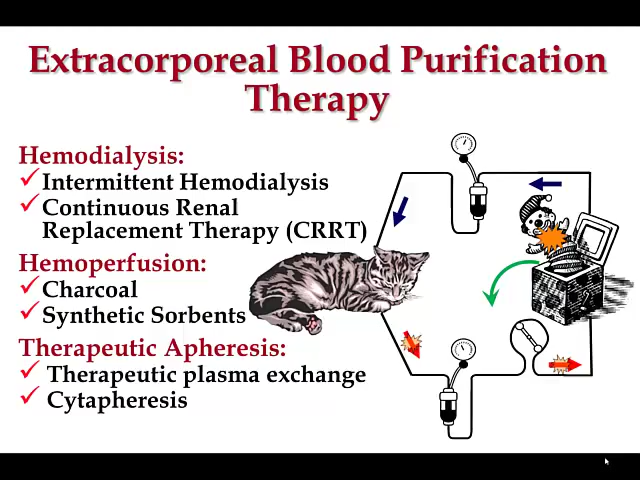 Extracorporeal Blood Purification
Therapy
Hemodialysis:
Intermittent Hemodialysis
Continuous Renal
Replacement Therapy (CRRT)
Hemoperfusion:
Charcoal
Synthetic Sorbents
Therapeutic Apheresis:
Therapeutic plasma exchange
Cytapheresis